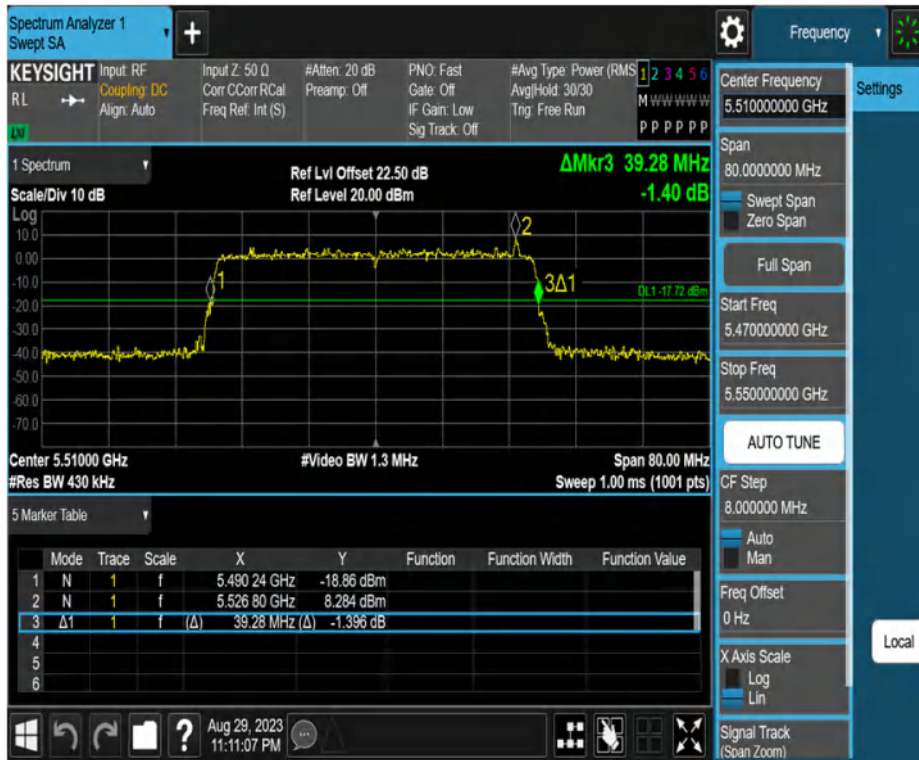 Spectrum Analyzer 1
Swept SA
+
Frequency
KEYSIGHT
RL
LXI
Input: RF
Coupling: DC
Align: Auto
Input Z: 50 Ω
Corr CCorr RCal
Freq Ref: Int (S)
#Atten: 20 dB
Preamp: Off
PNO: Fast
Gate: Off
IF Gain: Low
Sig Track: Off
#Avg Type: Power (RMS
Avg|Hold: 30/30
Trig: Free Run
1 2 3 4 5 6
M W W W W W
P P P P P P
1 Spectrum
Scale/Div 10 dB
Ref Lvl Offset 22.50 dB
Ref Level 20.00 dBm
ΔMkr3 39.28 MHz
-1.40 dB
Log
10.0
0.00
-10.0
-20.0
-30.0
-40.0
-50.0
-60.0
-70.0
1
2
3Δ1
DL1 -17.72 dBm
Center 5.51000 GHz
#Video BW 1.3 MHz
Span 80.00 MHz
#Res BW 430 kHz
Sweep 1.00 ms (1001 pts)
5 Marker Table
Mode Trace Scale X Y Function Function Width Function Value
1 N 1 f 5.490 24 GHz -18.86 dBm
2 N 1 f 5.526 80 GHz 8.284 dBm
3 Δ1 1 f (Δ) 39.28 MHz (Δ) -1.396 dB
4
5
6
?
Aug 29, 2023
11:11:07 PM
Center Frequency
5.510000000 GHz
Span
80.0000000 MHz
Swept Span
Zero Span
Full Span
Start Freq
5.470000000 GHz
Stop Freq
5.550000000 GHz
AUTO TUNE
CF Step
8.000000 MHz
Auto
Man
Freq Offset
0 Hz
X Axis Scale
Log
Lin
Signal Track
(Span Zoom)
Settings
Local